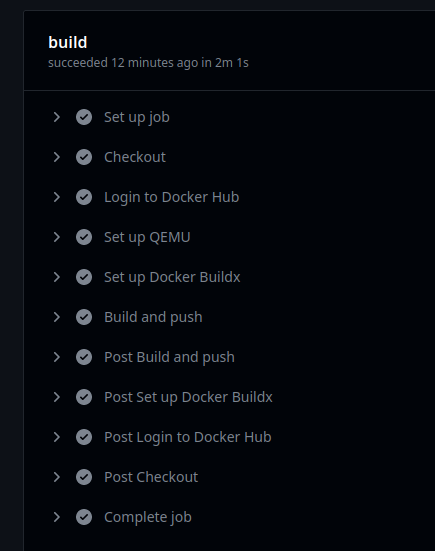 build
succeeded 12 minutes ago in 2m 1s
Set up job
Checkout
Login to Docker Hub
Set up QEMU
Set up Docker Buildx
Build and push
Post Build and push
Post Set up Docker Buildx
Post Login to Docker Hub
Post Checkout
Complete job